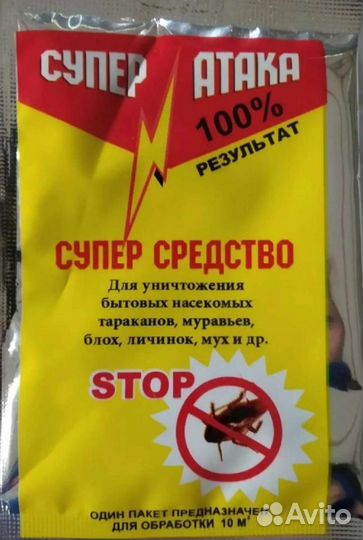 СУПЕР АТАКА
100%
РЕЗУЛЬТАТ
СУПЕР СРЕДСТВО
Для уничтожения
бытовых насекомых
тараканов, муравьев,
блох, личинок, мух и др.
STOP
ОДИН ПАКЕТ ПРЕДНАЗНАЧЕН
ДЛЯ ОБРАБОТКИ 10 М²
Avito